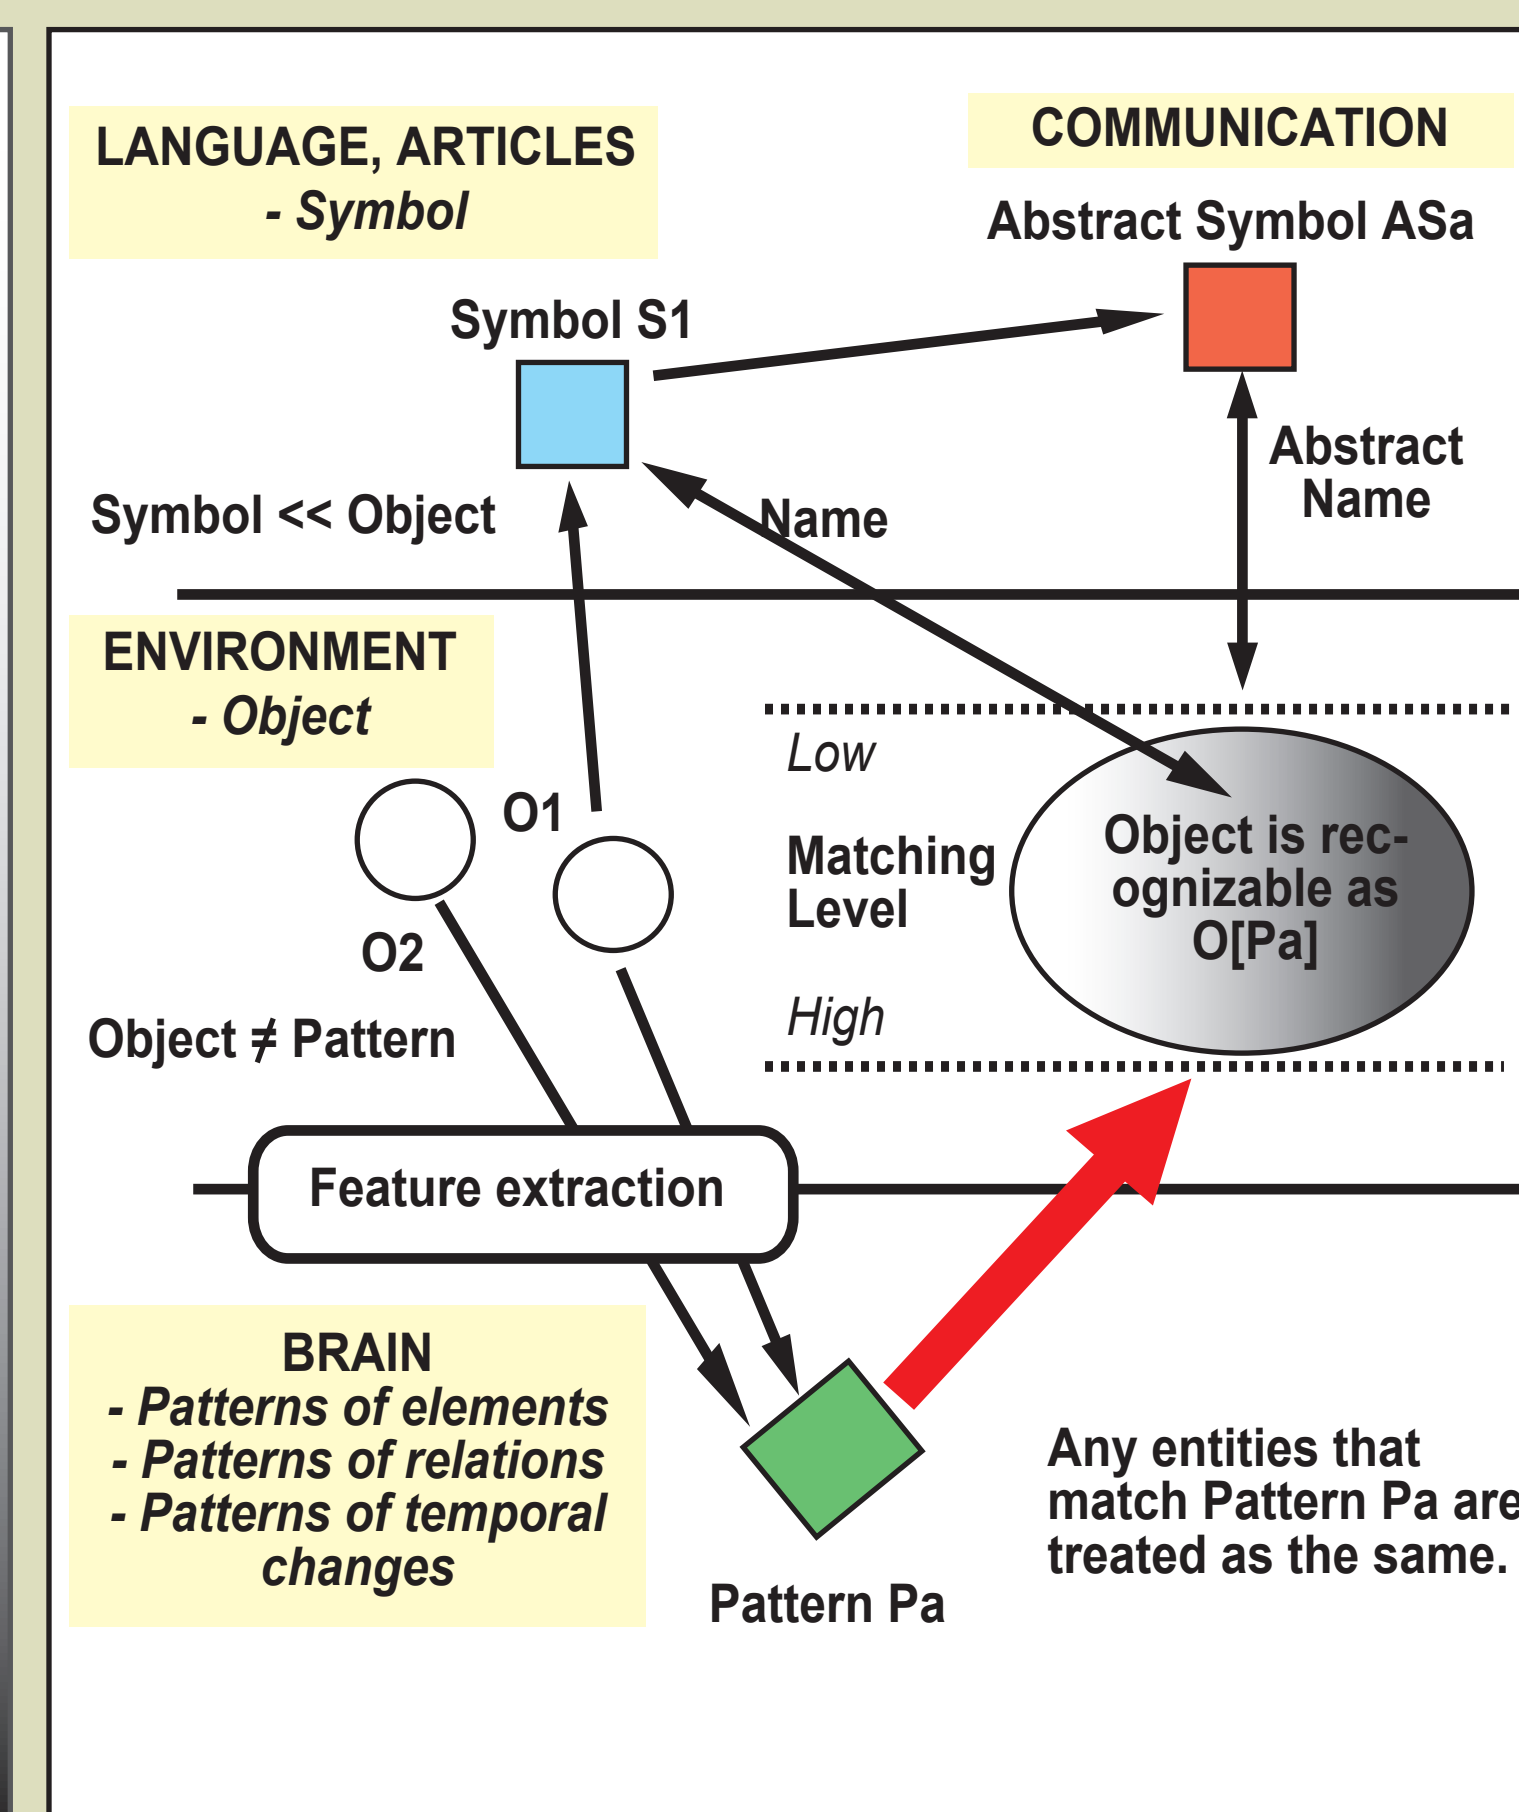 LANGUAGE, ARTICLES
- Symbol
COMMUNICATION
Abstract Symbol ASa
Symbol S1
Abstract
Name
Symbol << Object
Name
ENVIRONMENT
- Object
Low
O1
Matching
Level
Object is rec-
ognizable as
O[Pa]
O2
High
Object ≠ Pattern
Feature extraction
BRAIN
- Patterns of elements
- Patterns of relations
- Patterns of temporal
changes
Any entities that
match Pattern Pa are
treated as the same.
Pattern Pa